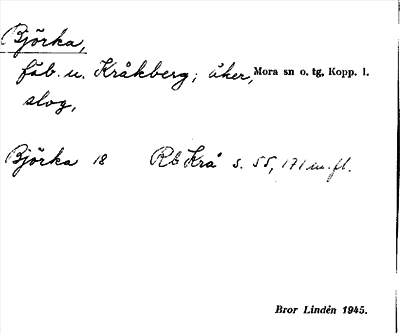 Björka,
fäb. u. Kråkberg; åker, Mora sn o. tg, Kopp. l.
slog,
Björka 18 Rb Krå s. 55, 171 m. fl.
Bror Lindén 1945.